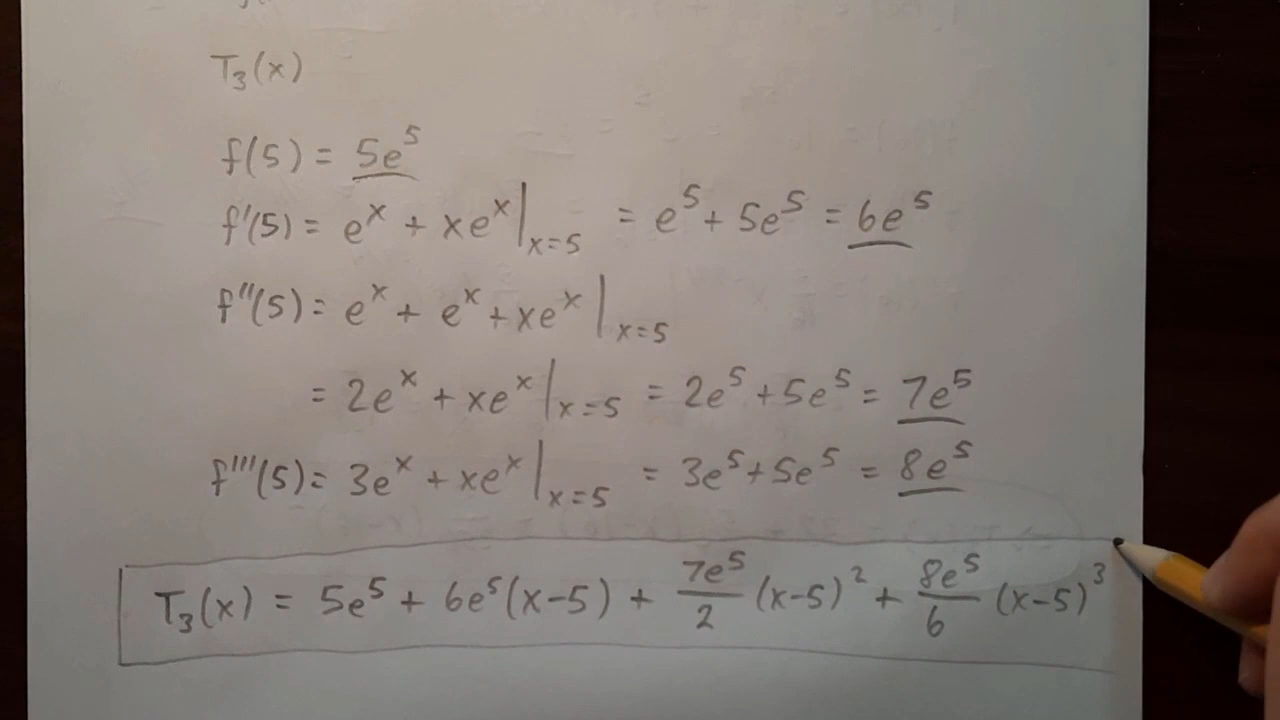 T₃(x)
f(5) = 5e⁵
f'(5) = eˣ + xeˣ|ₓ₌₅ = e⁵ + 5e⁵ = 6e⁵
f''(5) = eˣ + eˣ + xeˣ|ₓ₌₅
= 2eˣ + xeˣ|ₓ₌₅ = 2e⁵ + 5e⁵ = 7e⁵
f'''(5) = 3eˣ + xeˣ|ₓ₌₅ = 3e⁵ + 5e⁵ = 8e⁵
T₃(x) = 5e⁵ + 6e⁵(x-5) + 7e⁵/2 (x-5)² + 8e⁵/6 (x-5)³